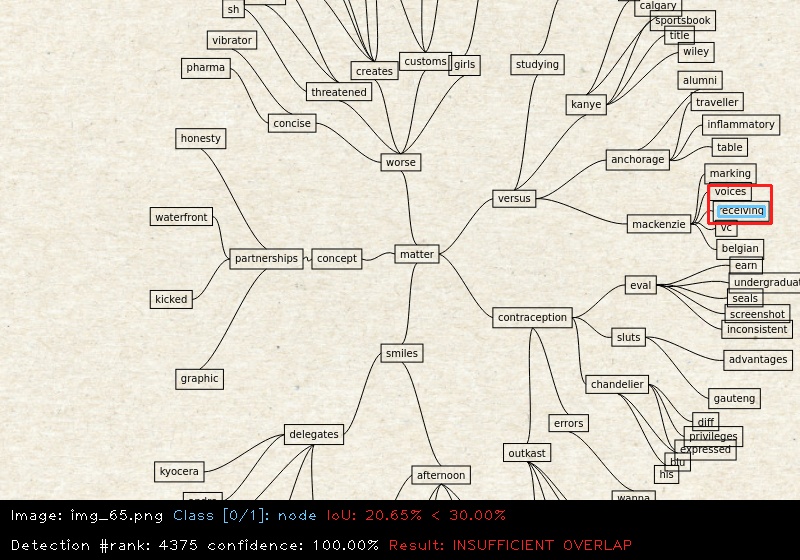 calgary
sh
sportsbook
title
vibrator
wiley
customs
girls
studying
pharma
creates
alumni
threatened
kanye
traveller
concise
inflammatory
honesty
table
worse
anchorage
marking
voices
versus
receiving
waterfront
mackenzie
vc
belgian
partnerships
concept
matter
earn
eval
undergraduat
kicked
seals
contraception
screenshot
inconsistent
sluts
smiles
advantages
graphic
chandelier
gauteng
errors
diff
delegates
privileges
expressed
outkast
blu
kyocera
afternoon
his
wanna
Image: img_65.png Class [0/1]: node IoU: 20.65% < 30.00%
Detection #rank: 4375 confidence: 100.00% Result: INSUFFICIENT OVERLAP